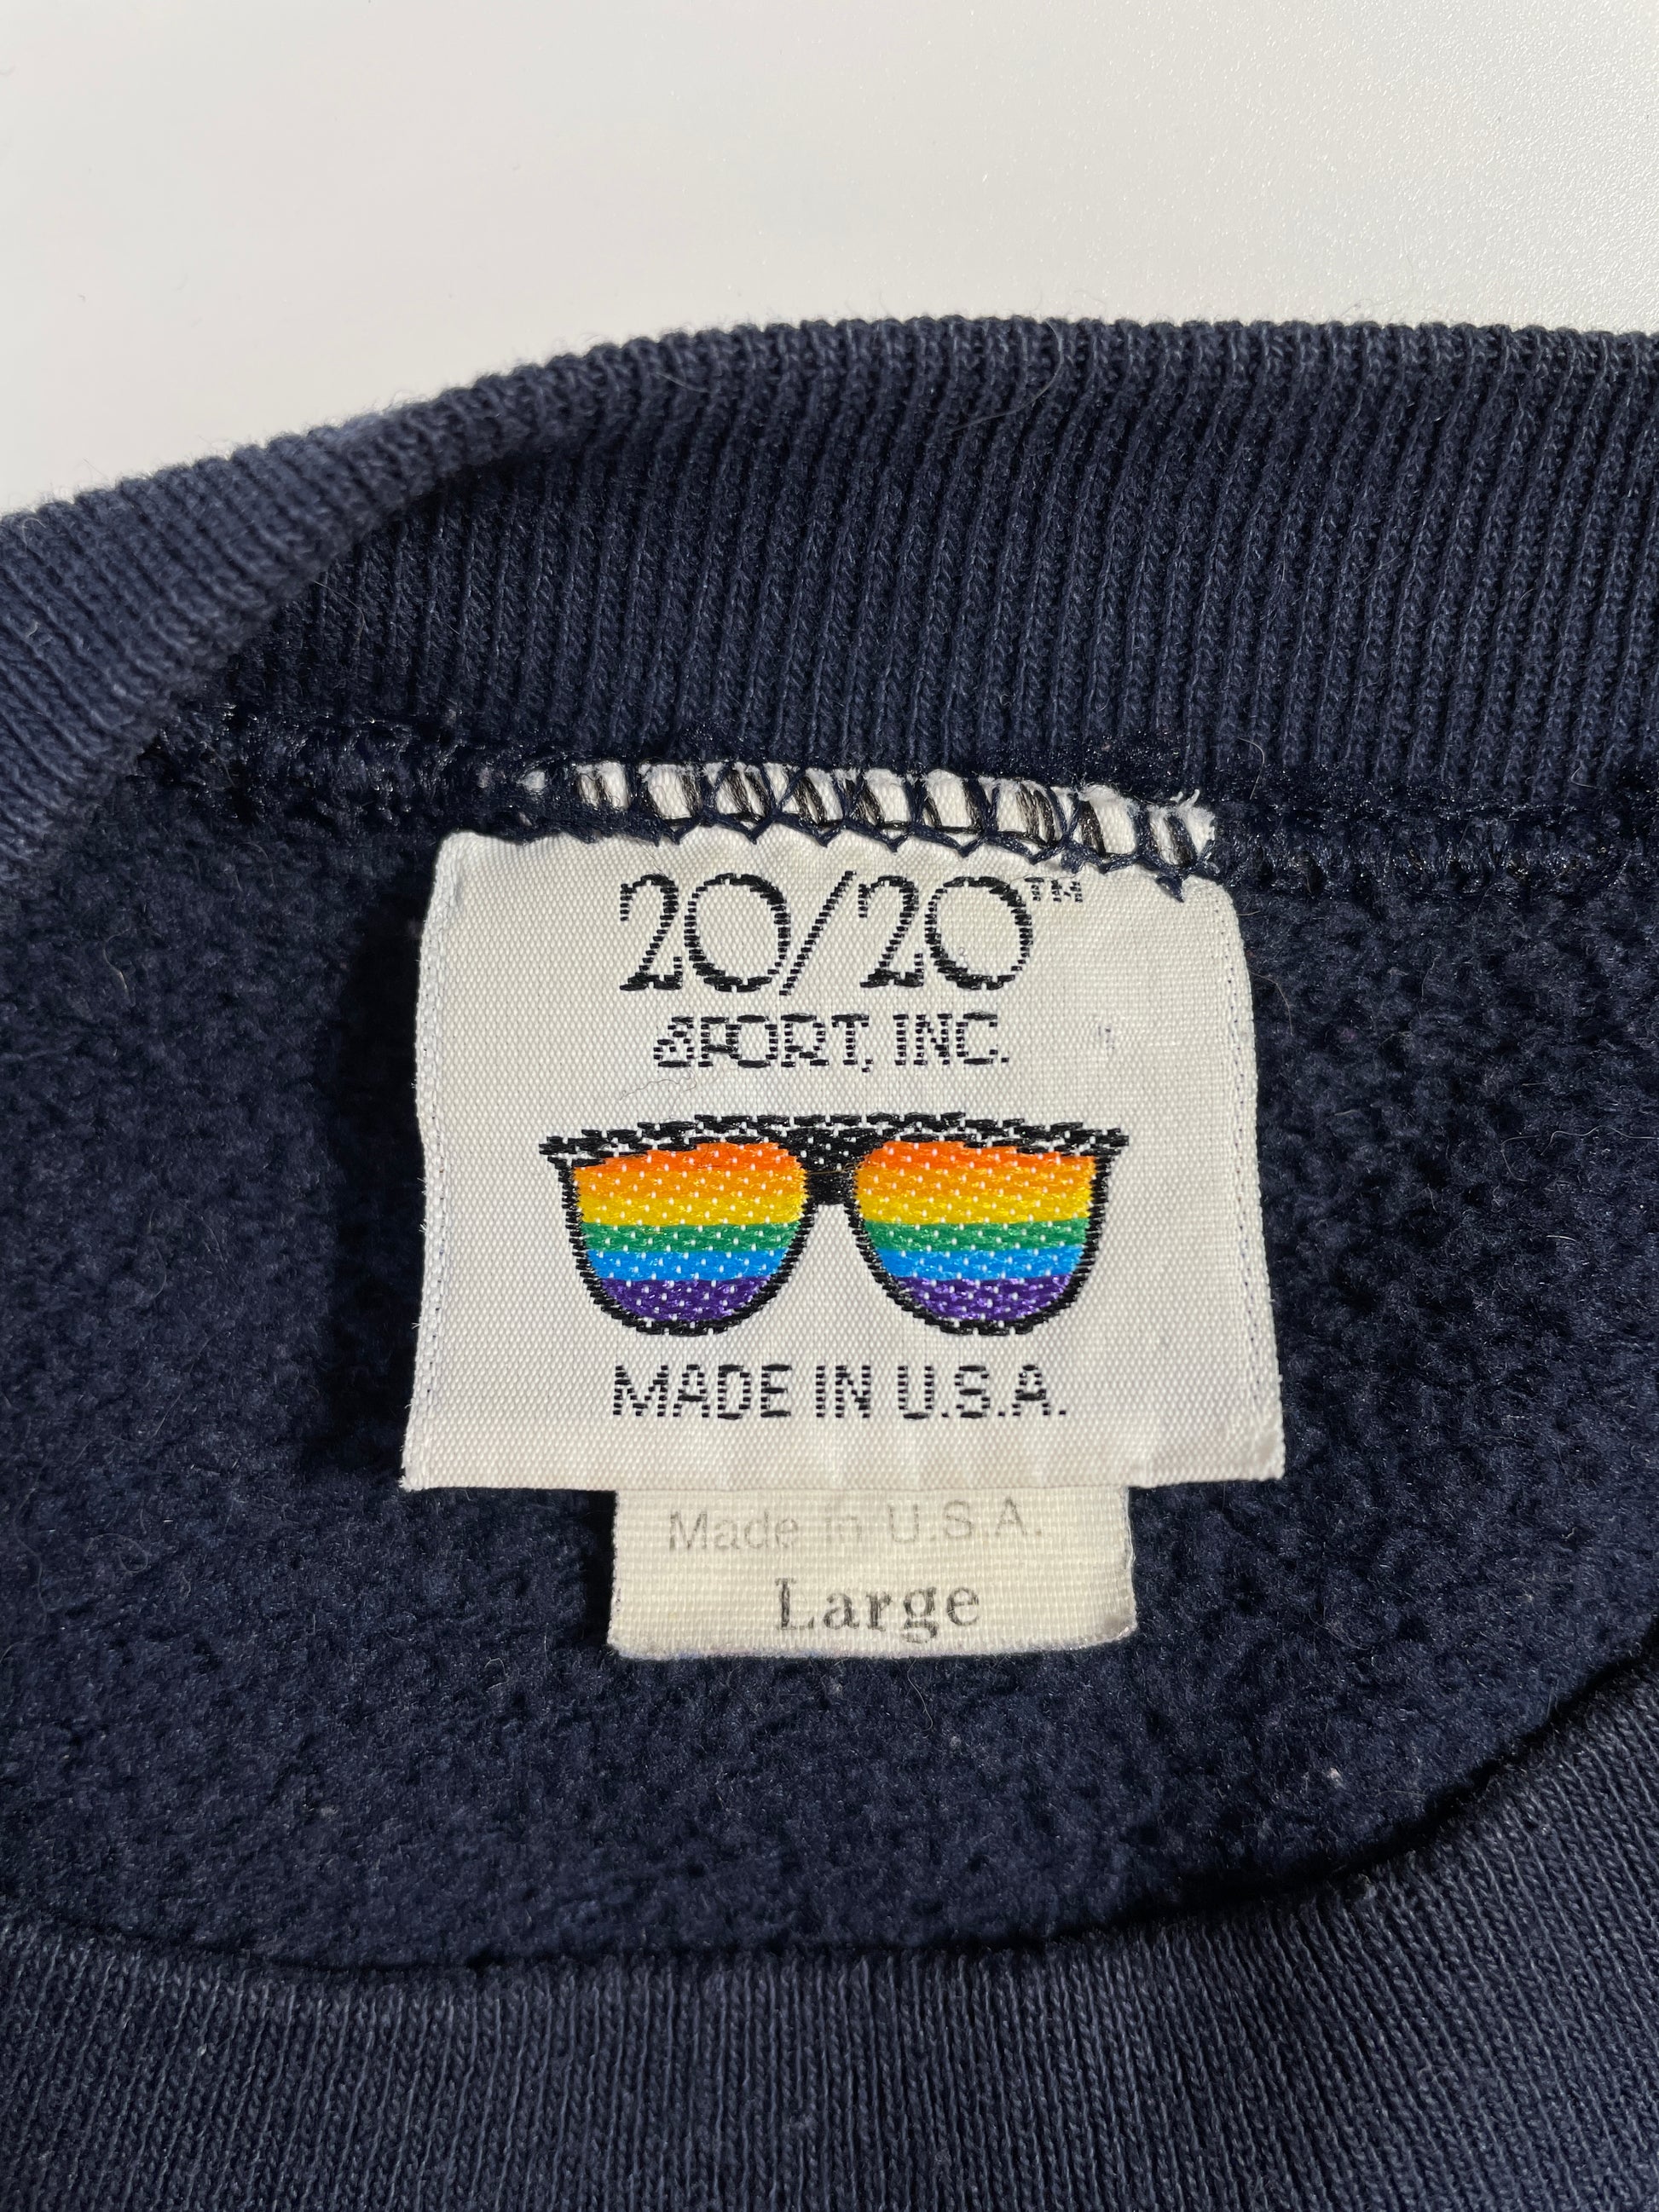 20/20™
SPORT, INC.
MADE IN U.S.A.
Made in U.S.A.
Large